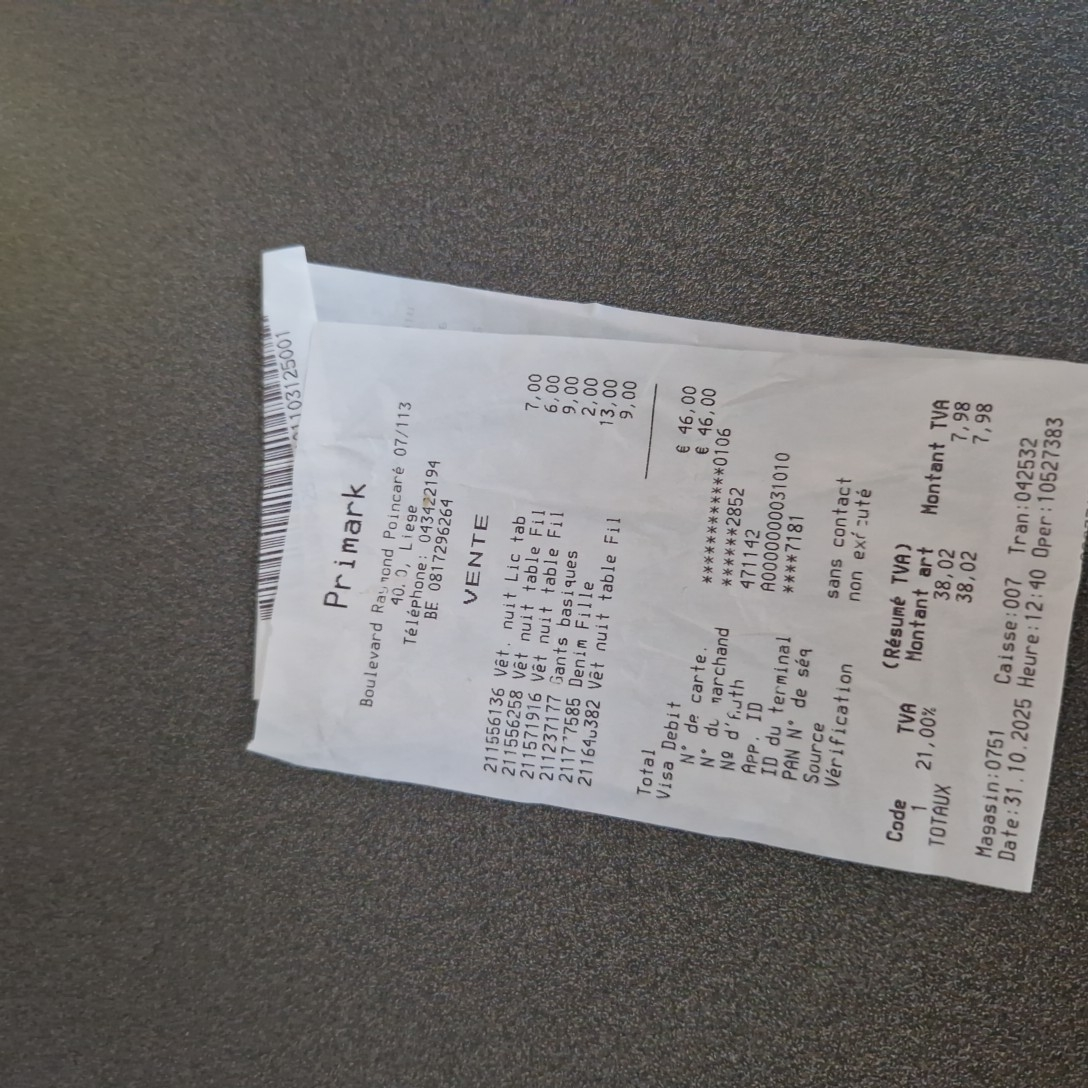 1103125001
Primark
Boulevard Raymond Poincaré 07/113
Liege
Téléphone: 043422194
BE 0817296264
VENTE
211556136 Vêt. nuit Lic tab 7,00
211556258 Vêt nuit table Fil 6,00
211571916 Vêt nuit table Fil 9,00
211237177 Gants basiques 2,00
Denim Fille 13,00
Vêt nuit table Fil 9,00
Total € 46,00
Visa Debit € 46,00
N° de carte. ************0106
N° du marchand ******2852
Nº d'Auth 471142
App. ID A0000000031010
ID du terminal ****7181
PAN N° de séq
Source sans contact
Vérification non exécuté
(Résumé TVA)
Code TVA Montant art Montant TVA
1 21,00% 38,02 7,98
TOTAUX 38,02 7,98
Magasin:0751 Caisse:007 Tran:042532
Date:31.10.2025 Heure:12:40 Oper:10527383